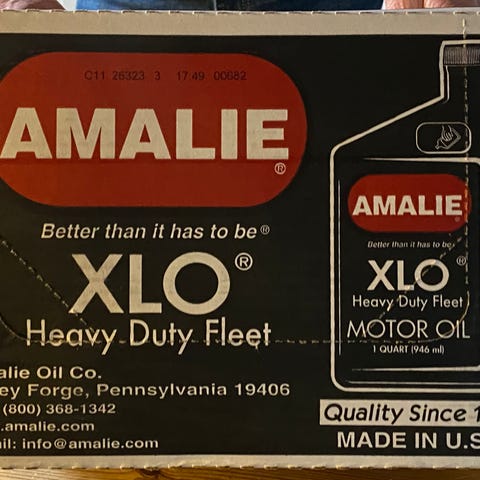 C11 26323 3 17 49 00682
AMALIE®
Better than it has to be®
XLO®
Heavy Duty Fleet
alie Oil Co.
ey Forge, Pennsylvania 19406
(800) 368-1342
.amalie.com
il: info@amalie.com
AMALIE
Better than it has to be
XLO®
Heavy Duty Fleet
MOTOR OIL
1 QUART (946 ml)
Quality Since 1
MADE IN U.S